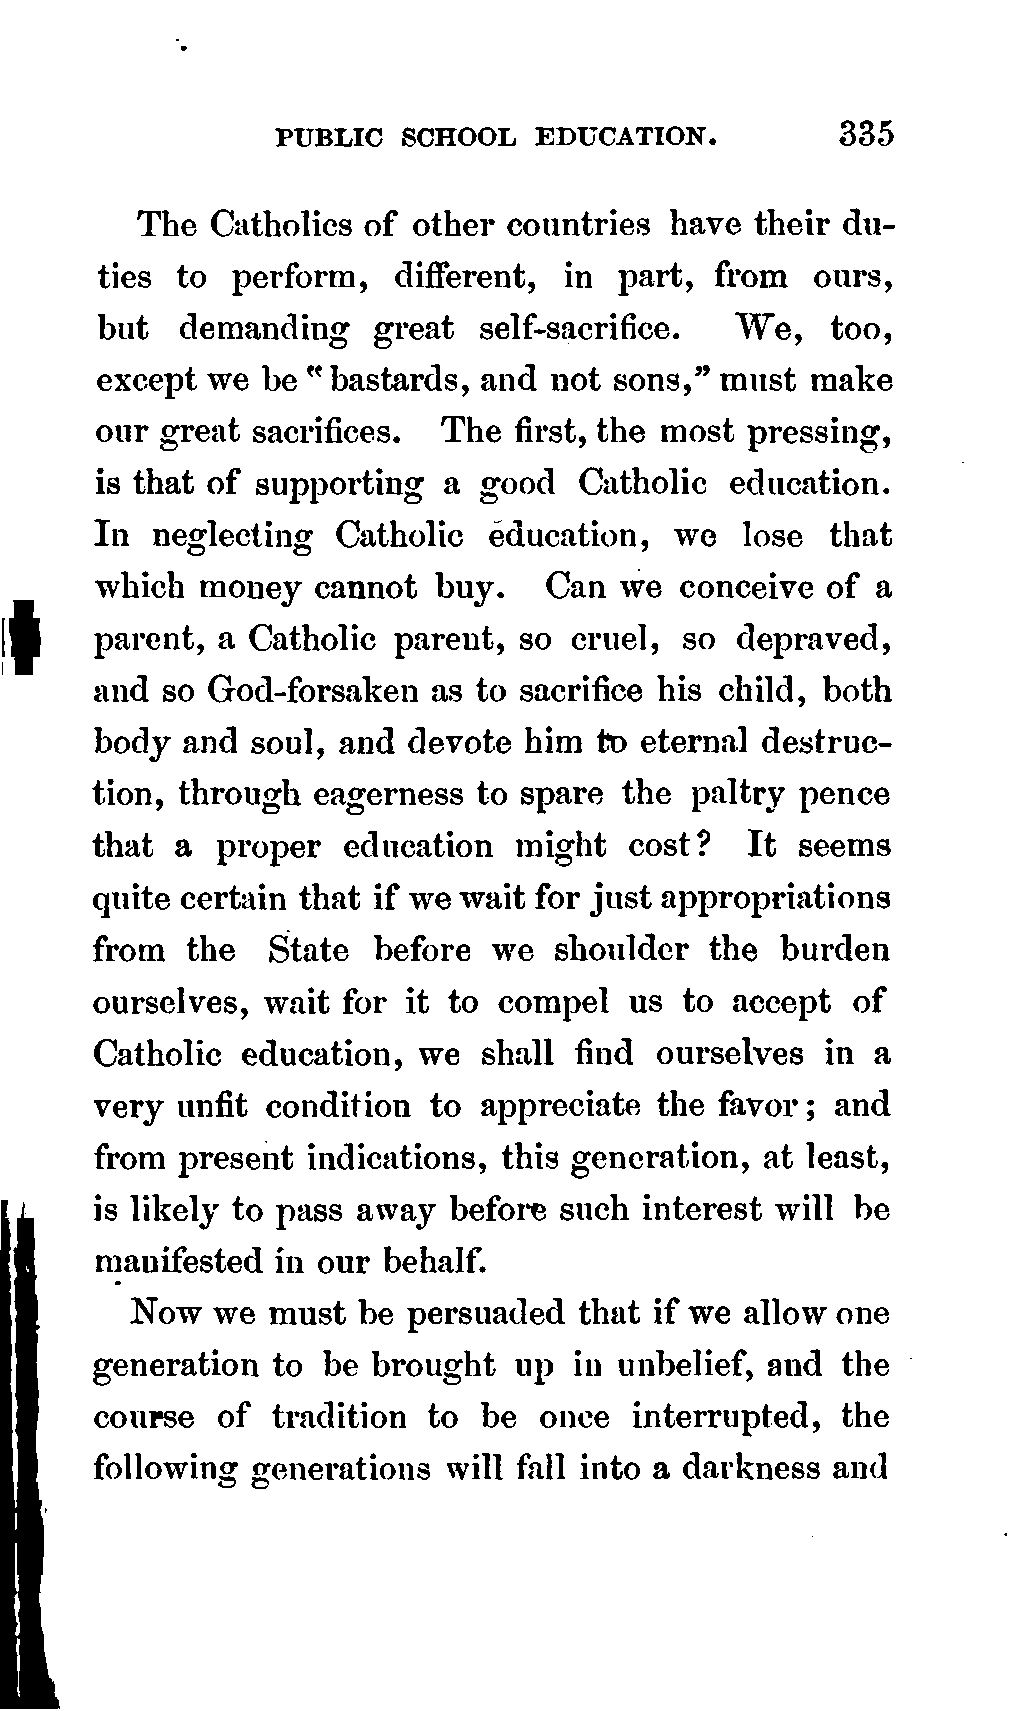 PUBLIC SCHOOL EDUCATION. 335
The Catholics of other countries have their du-
ties to perform, different, in part, from ours,
but demanding great self-sacrifice. We, too,
except we be "bastards, and not sons," must make
our great sacrifices. The first, the most pressing,
is that of supporting a good Catholic education.
In neglecting Catholic education, we lose that
which money cannot buy. Can we conceive of a
parent, a Catholic parent, so cruel, so depraved,
and so God-forsaken as to sacrifice his child, both
body and soul, and devote him to eternal destruc-
tion, through eagerness to spare the paltry pence
that a proper education might cost? It seems
quite certain that if we wait for just appropriations
from the State before we shoulder the burden
ourselves, wait for it to compel us to accept of
Catholic education, we shall find ourselves in a
very unfit condition to appreciate the favor; and
from present indications, this generation, at least,
is likely to pass away before such interest will be
manifested in our behalf.
Now we must be persuaded that if we allow one
generation to be brought up in unbelief, and the
course of tradition to be once interrupted, the
following generations will fall into a darkness and